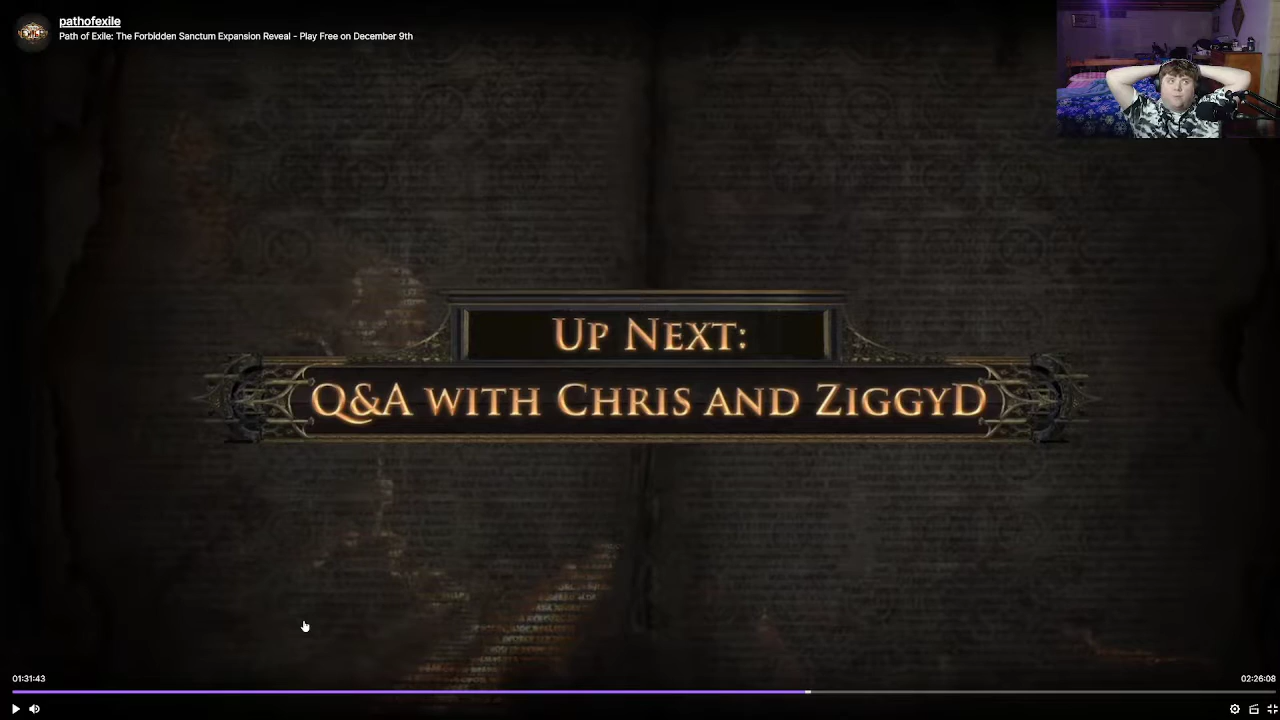 pathofexile
Path of Exile: The Forbidden Sanctum Expansion Reveal - Play Free on December 9th
Up Next:
Q&A with Chris and ZiggyD
01:31:43
02:26:08